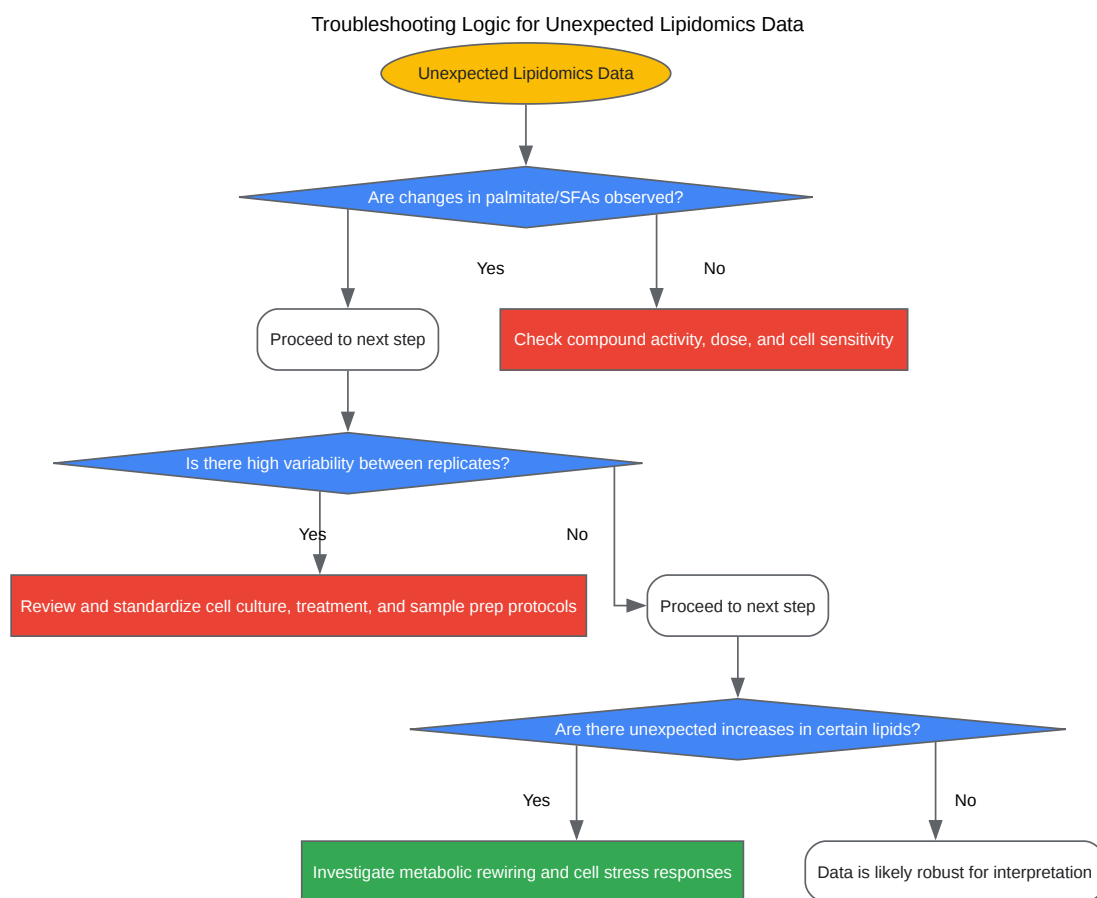 Troubleshooting Logic for Unexpected Lipidomics Data
Unexpected Lipidomics Data
Are changes in palmitate/SFAs observed?
Yes
No
Proceed to next step
Check compound activity, dose, and cell sensitivity
Is there high variability between replicates?
Yes
No
Review and standardize cell culture, treatment, and sample prep protocols
Proceed to next step
Are there unexpected increases in certain lipids?
Yes
No
Investigate metabolic rewiring and cell stress responses
Data is likely robust for interpretation